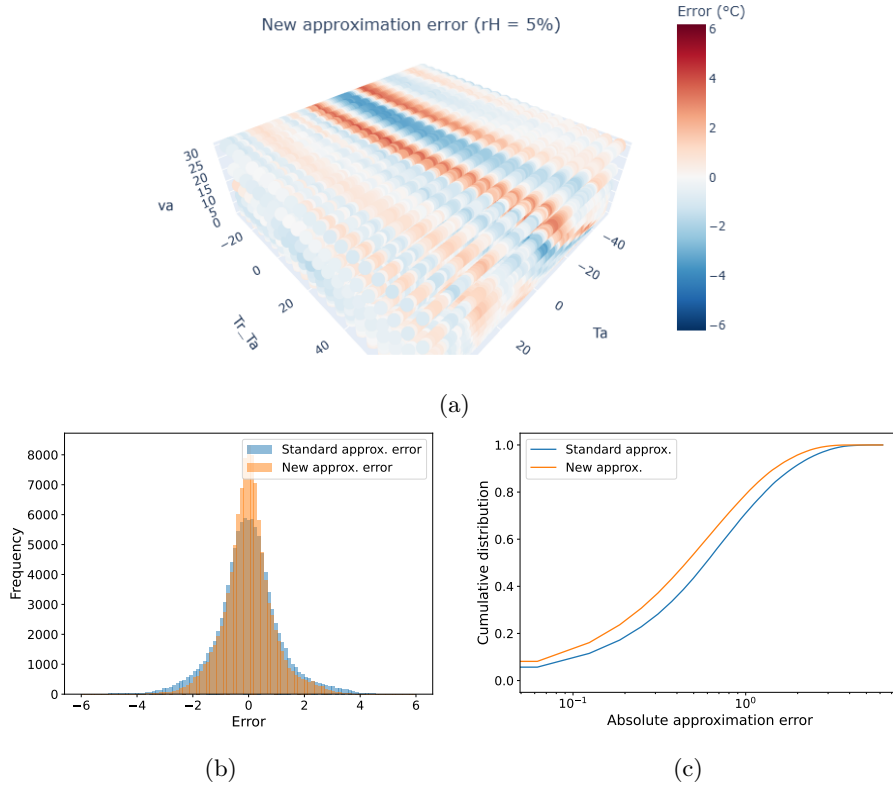 New approximation error (rH = 5%)
Error (°C)
6
4
2
0
−2
−4
−6
30
25
20
15
10
5
0
va
−20
0
20
40
Tr_Ta
−40
−20
0
20
Ta
(a)
8000
7000
6000
5000
4000
3000
2000
1000
0
Frequency
Standard approx. error
New approx. error
−6 −4 −2 0 2 4 6
Error
(b)
1.0
0.8
0.6
0.4
0.2
0.0
Cumulative distribution
Standard approx.
New approx.
10⁻¹ 10⁰
Absolute approximation error
(c)